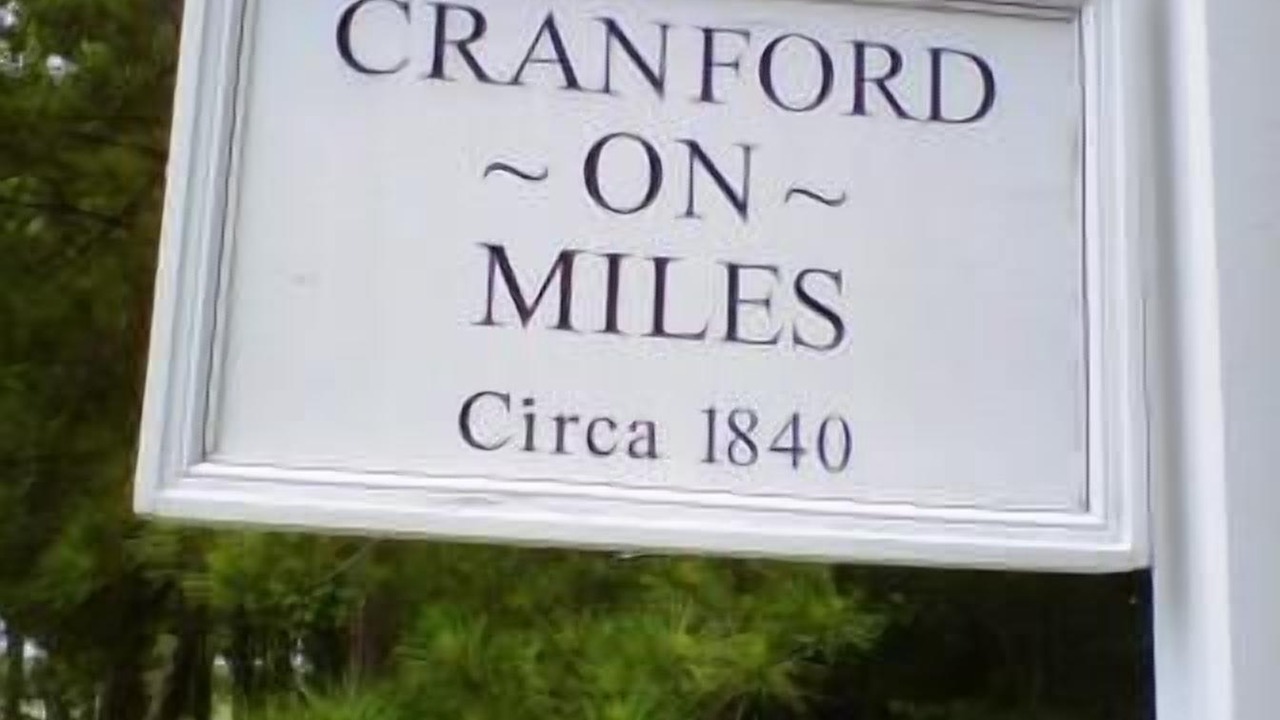 CRANFORD
~ ON ~
MILES
Circa 1840